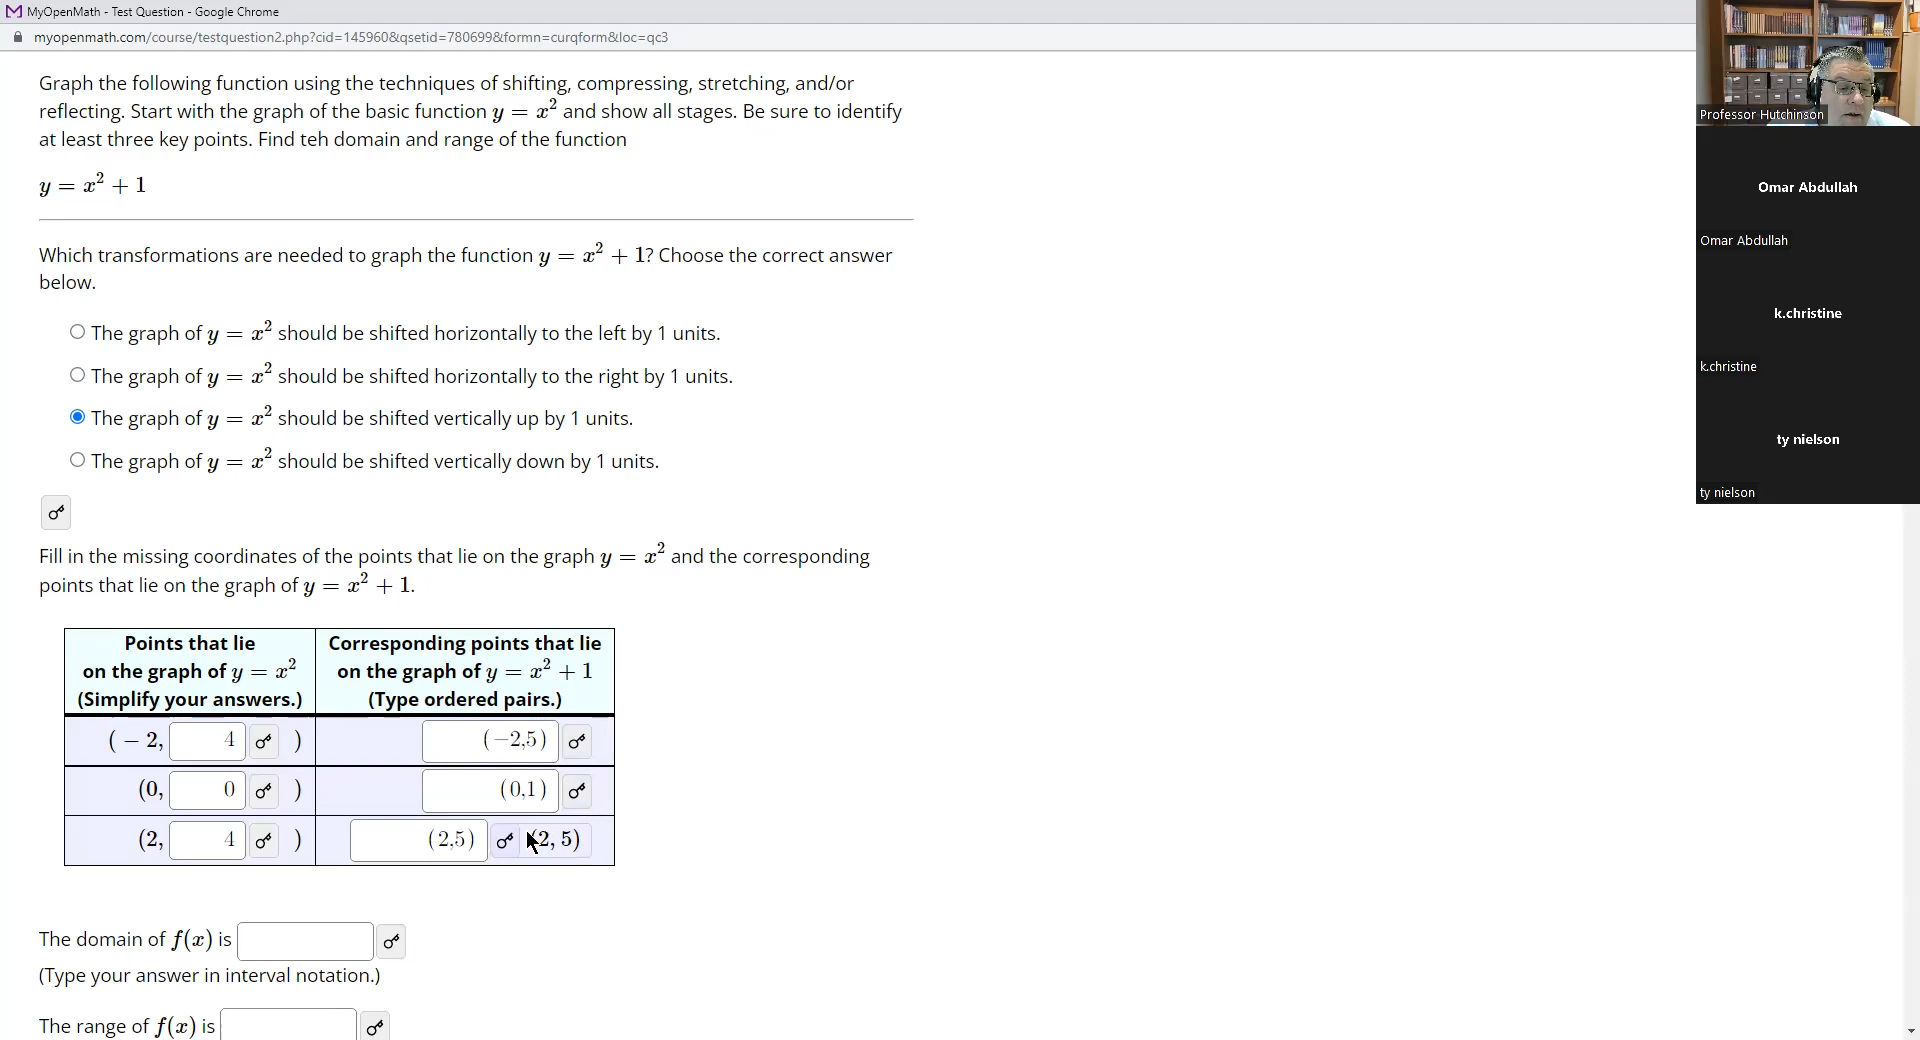 MyOpenMath - Test Question - Google Chrome
myopenmath.com/course/testquestion2.php?cid=145960&qsetid=780699&formn=curqform&loc=qc3
Graph the following function using the techniques of shifting, compressing, stretching, and/or
reflecting. Start with the graph of the basic function y = x² and show all stages. Be sure to identify
at least three key points. Find teh domain and range of the function
y = x² + 1
Which transformations are needed to graph the function y = x² + 1? Choose the correct answer
below.
The graph of y = x² should be shifted horizontally to the left by 1 units.
The graph of y = x² should be shifted horizontally to the right by 1 units.
The graph of y = x² should be shifted vertically up by 1 units.
The graph of y = x² should be shifted vertically down by 1 units.
Fill in the missing coordinates of the points that lie on the graph y = x² and the corresponding
points that lie on the graph of y = x² + 1.
Points that lie
on the graph of y = x²
(Simplify your answers.)
Corresponding points that lie
on the graph of y = x² + 1
(Type ordered pairs.)
( − 2, 4 ) (−2,5)
(0, 0 ) (0,1)
(2, 4 ) (2,5) (2, 5)
The domain of f(x) is
(Type your answer in interval notation.)
The range of f(x) is
Professor Hutchinson
Omar Abdullah
Omar Abdullah
k.christine
k.christine
ty nielson
ty nielson